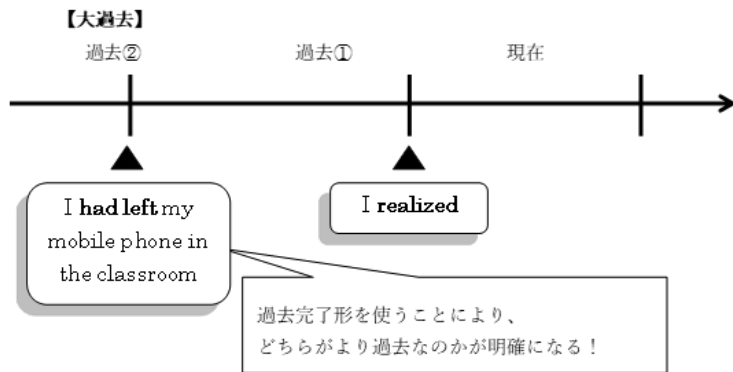 【大過去】
過去②
過去①
現在
I had left my
mobile phone in
the classroom
I realized
過去完了形を使うことにより、
どちらがより過去なのかが明確になる！